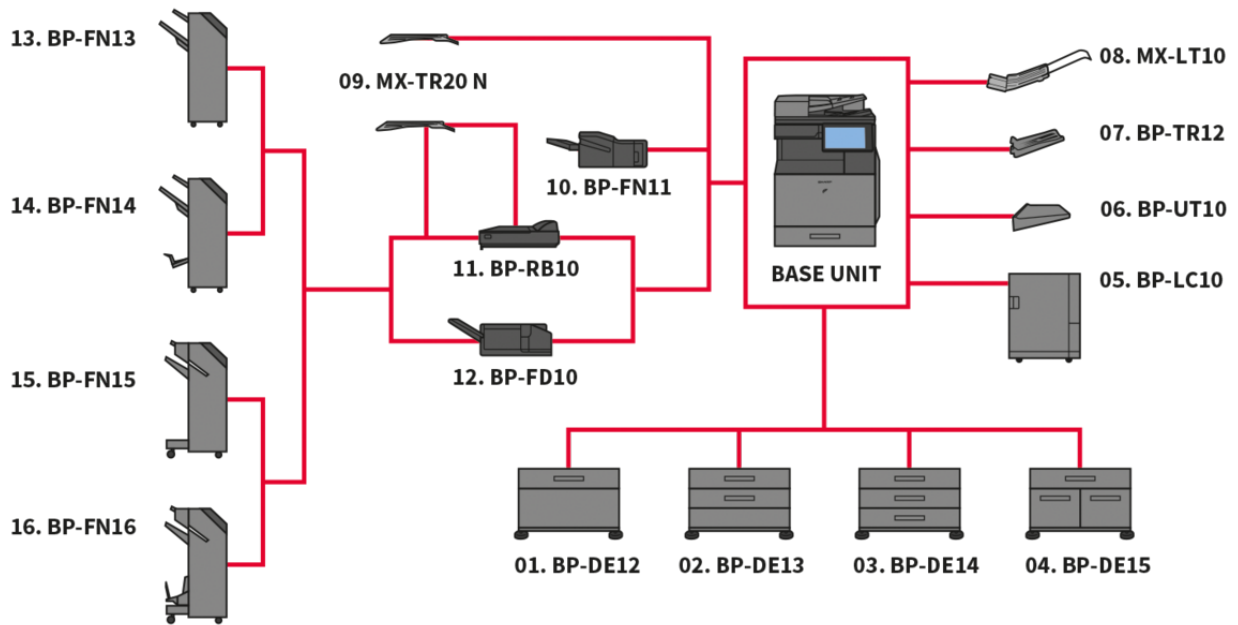 13. BP-FN13
09. MX-TR20 N
08. MX-LT10
07. BP-TR12
10. BP-FN11
14. BP-FN14
06. BP-UT10
11. BP-RB10
BASE UNIT
05. BP-LC10
15. BP-FN15
12. BP-FD10
16. BP-FN16
01. BP-DE12
02. BP-DE13
03. BP-DE14
04. BP-DE15